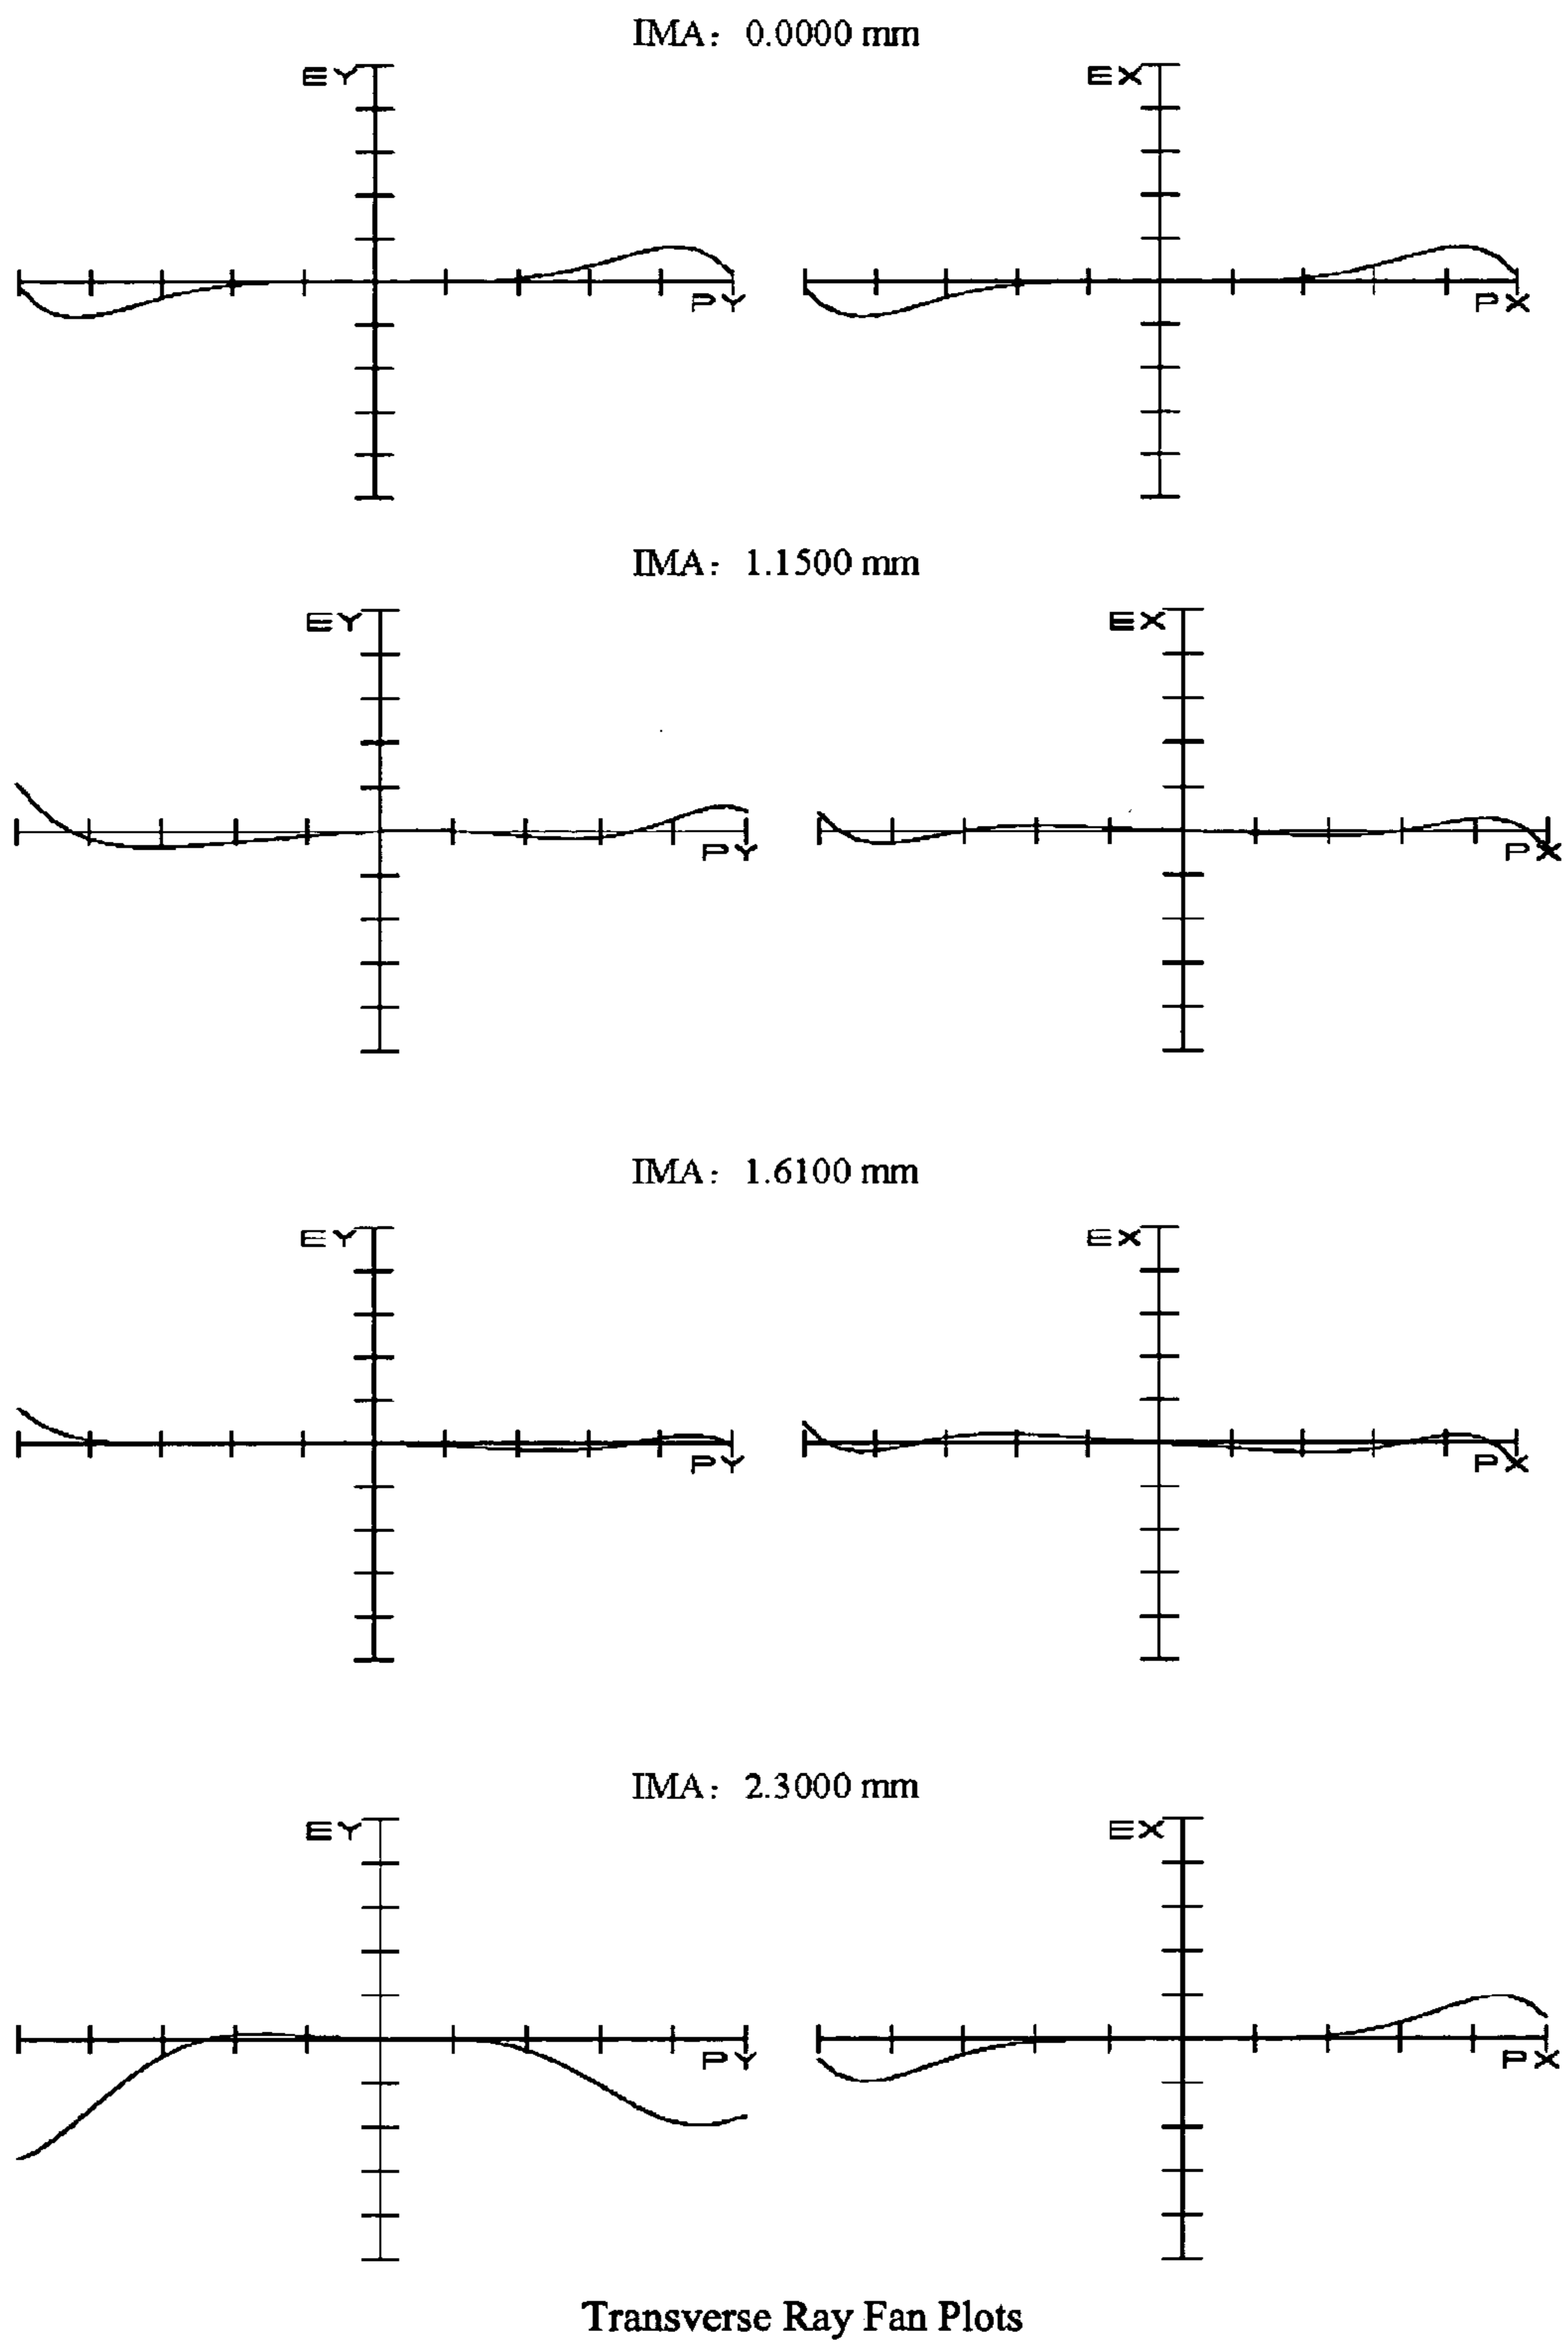 IMA: 0.0000 mm
EY EX
PY PX
IMA: 1.1500 mm
EY EX
PY PX
IMA: 1.6100 mm
EY EX
PY PX
IMA: 2.3000 mm
EY EX
PY PX
Transverse Ray Fan Plots